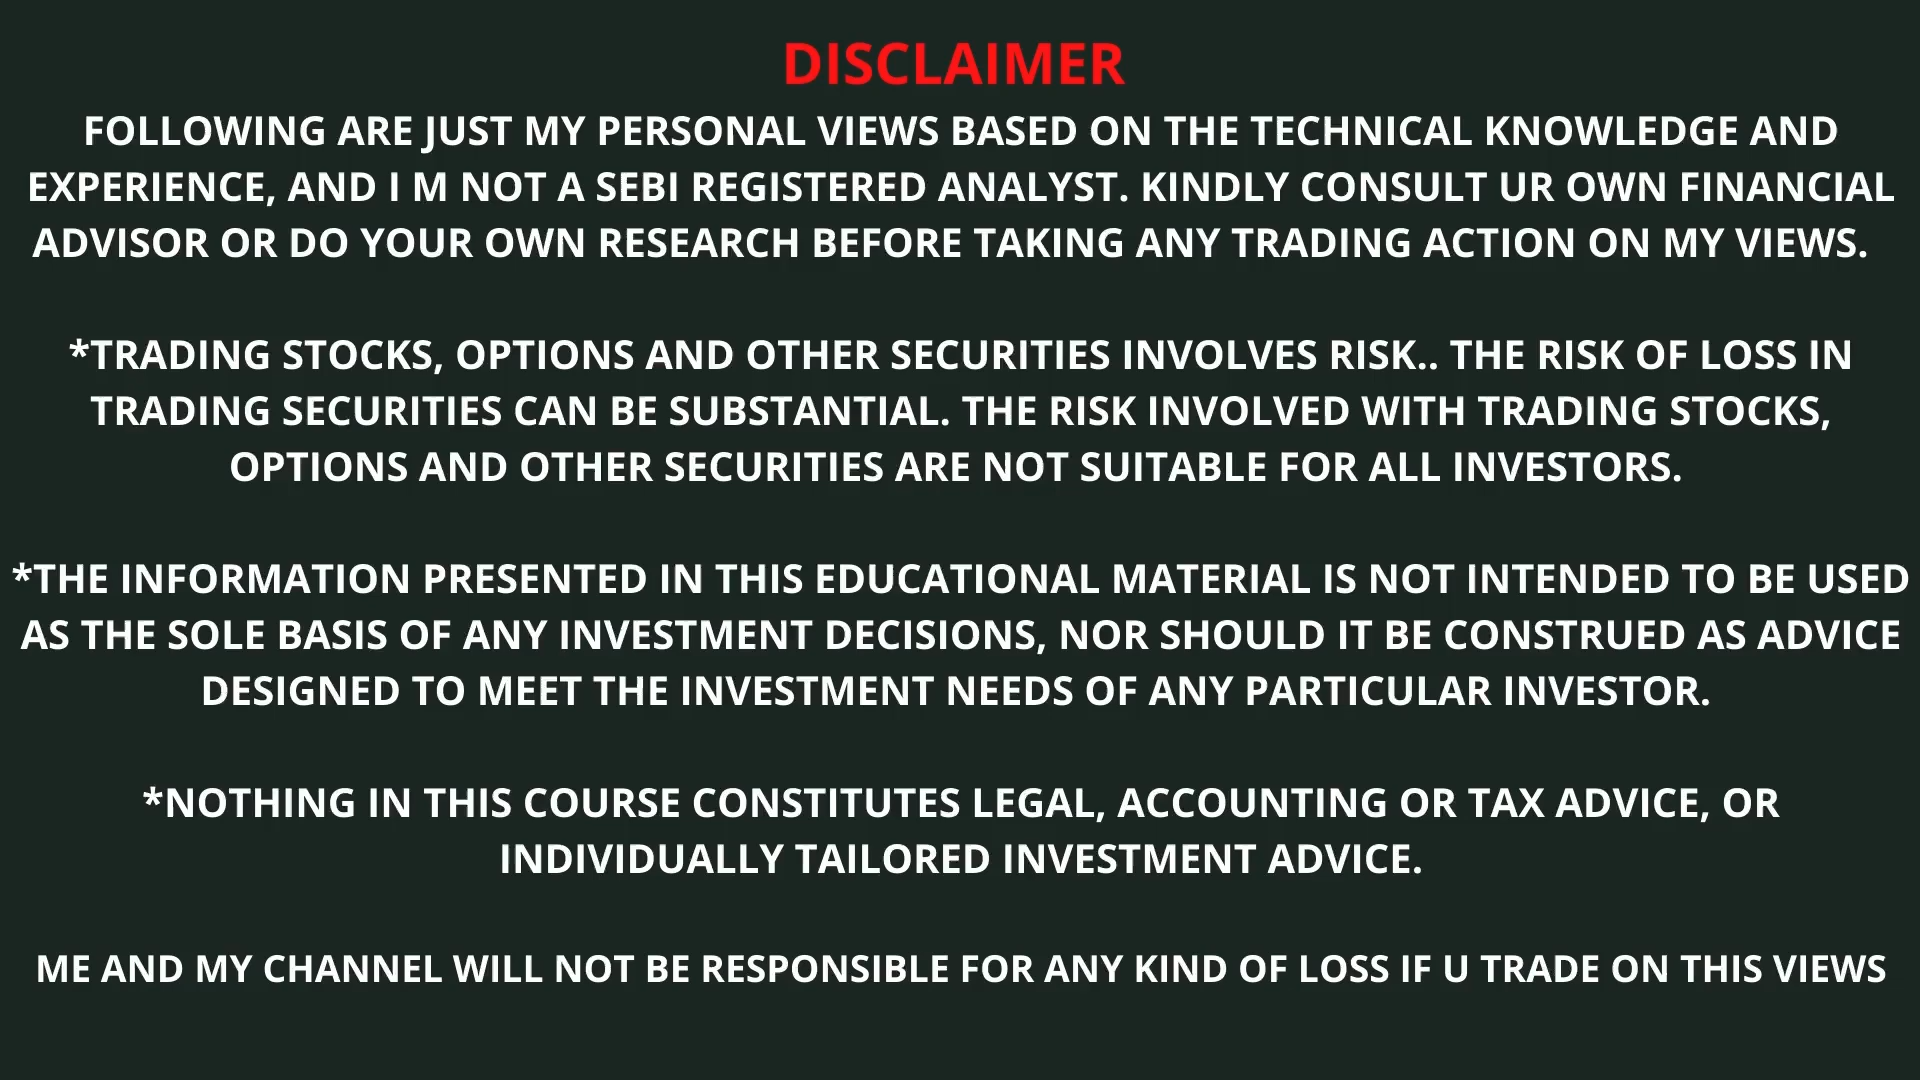 DISCLAIMER
FOLLOWING ARE JUST MY PERSONAL VIEWS BASED ON THE TECHNICAL KNOWLEDGE AND
EXPERIENCE, AND I M NOT A SEBI REGISTERED ANALYST. KINDLY CONSULT UR OWN FINANCIAL
ADVISOR OR DO YOUR OWN RESEARCH BEFORE TAKING ANY TRADING ACTION ON MY VIEWS.
*TRADING STOCKS, OPTIONS AND OTHER SECURITIES INVOLVES RISK.. THE RISK OF LOSS IN
TRADING SECURITIES CAN BE SUBSTANTIAL. THE RISK INVOLVED WITH TRADING STOCKS,
OPTIONS AND OTHER SECURITIES ARE NOT SUITABLE FOR ALL INVESTORS.
*THE INFORMATION PRESENTED IN THIS EDUCATIONAL MATERIAL IS NOT INTENDED TO BE USED
AS THE SOLE BASIS OF ANY INVESTMENT DECISIONS, NOR SHOULD IT BE CONSTRUED AS ADVICE
DESIGNED TO MEET THE INVESTMENT NEEDS OF ANY PARTICULAR INVESTOR.
*NOTHING IN THIS COURSE CONSTITUTES LEGAL, ACCOUNTING OR TAX ADVICE, OR
INDIVIDUALLY TAILORED INVESTMENT ADVICE.
ME AND MY CHANNEL WILL NOT BE RESPONSIBLE FOR ANY KIND OF LOSS IF U TRADE ON THIS VIEWS